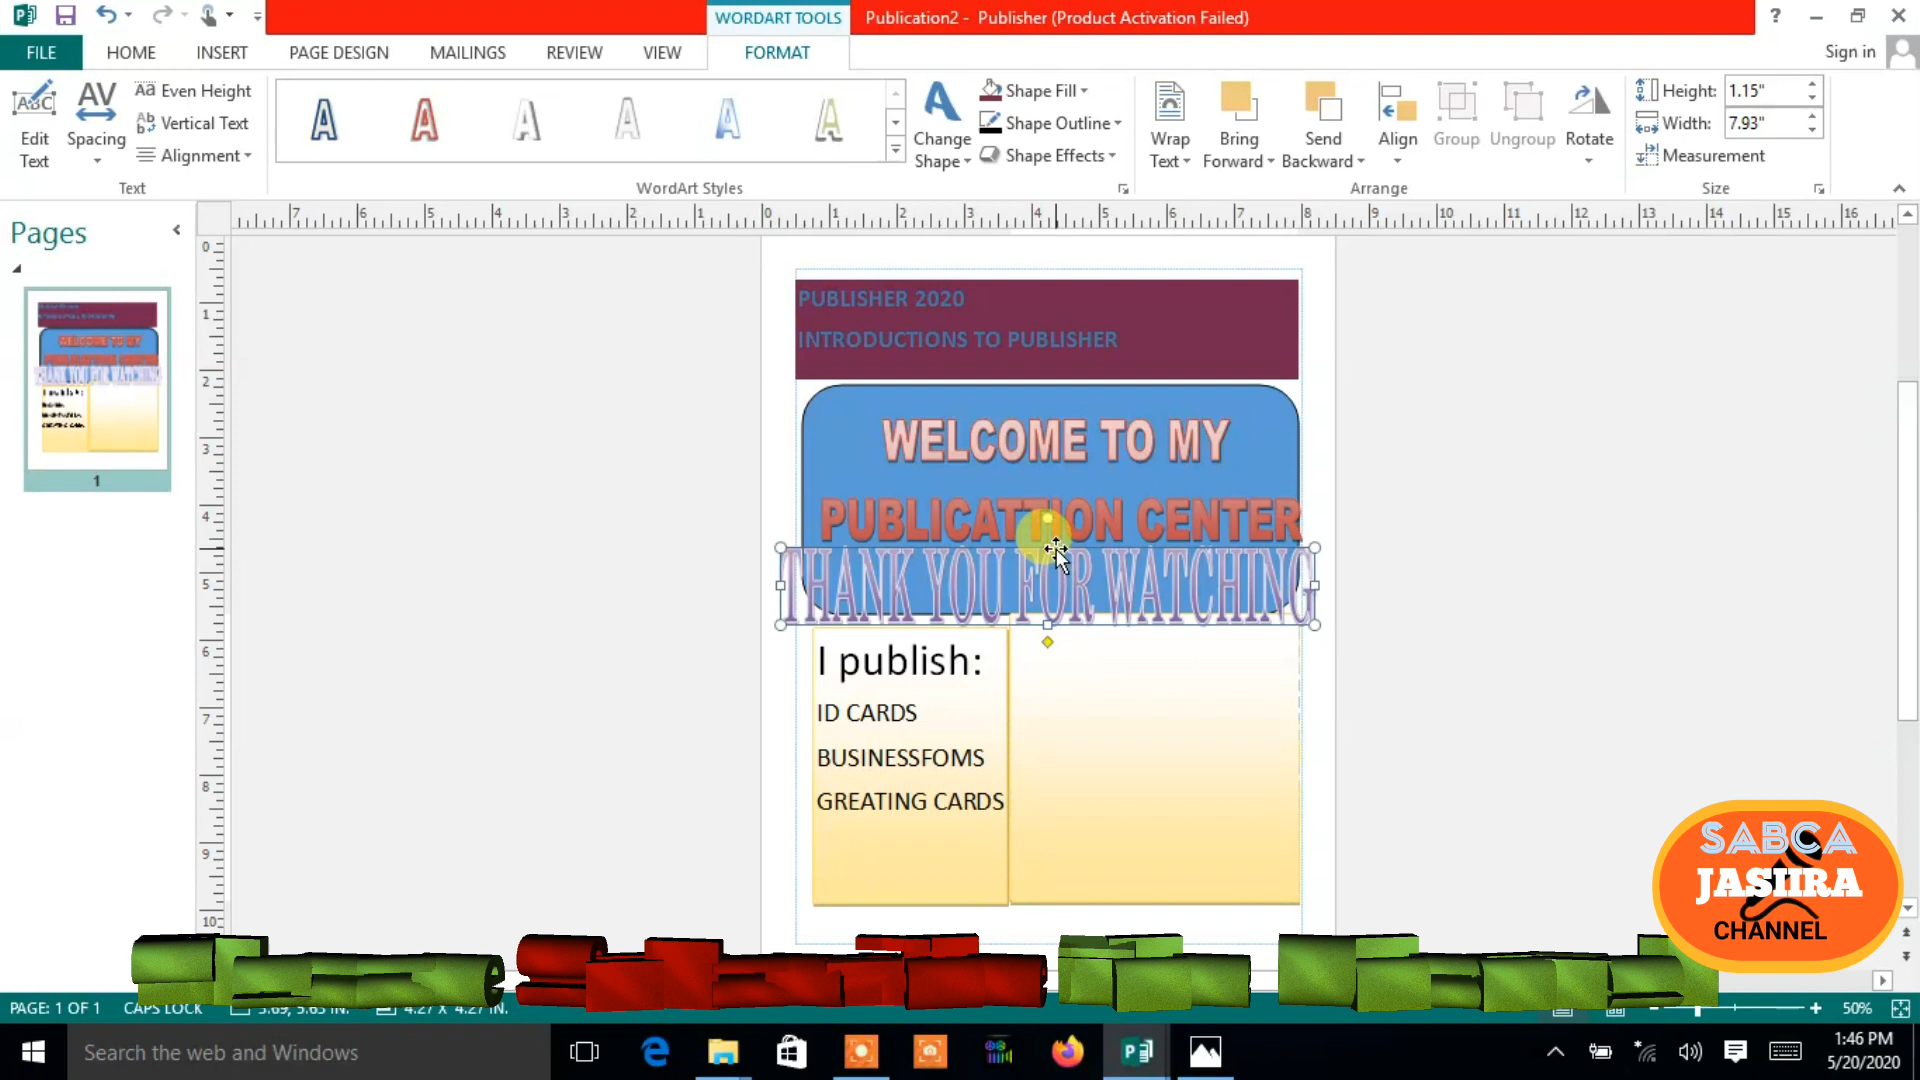 WORDART TOOLS
Publication2 - Publisher (Product Activation Failed)
FILE
HOME
INSERT
PAGE DESIGN
MAILINGS
REVIEW
VIEW
FORMAT
Sign in
Edit Text
Spacing
Even Height
Vertical Text
Alignment
Text
WordArt Styles
Change Shape
Shape Fill
Shape Outline
Shape Effects
Wrap Text
Bring Forward
Send Backward
Align
Group
Ungroup
Rotate
Arrange
Height: 1.15"
Width: 7.93"
Measurement
Size
Pages
1
PUBLISHER 2020
INTRODUCTIONS TO PUBLISHER
WELCOME TO MY
PUBLICATTION CENTER
THANK YOU FOR WATCHING
I publish:
ID CARDS
BUSINESSFOMS
GREATING CARDS
SABCA
JASIIRA
CHANNEL
PAGE: 1 OF 1
CAPS LOCK
50%
Search the web and Windows
1:46 PM
5/20/2020